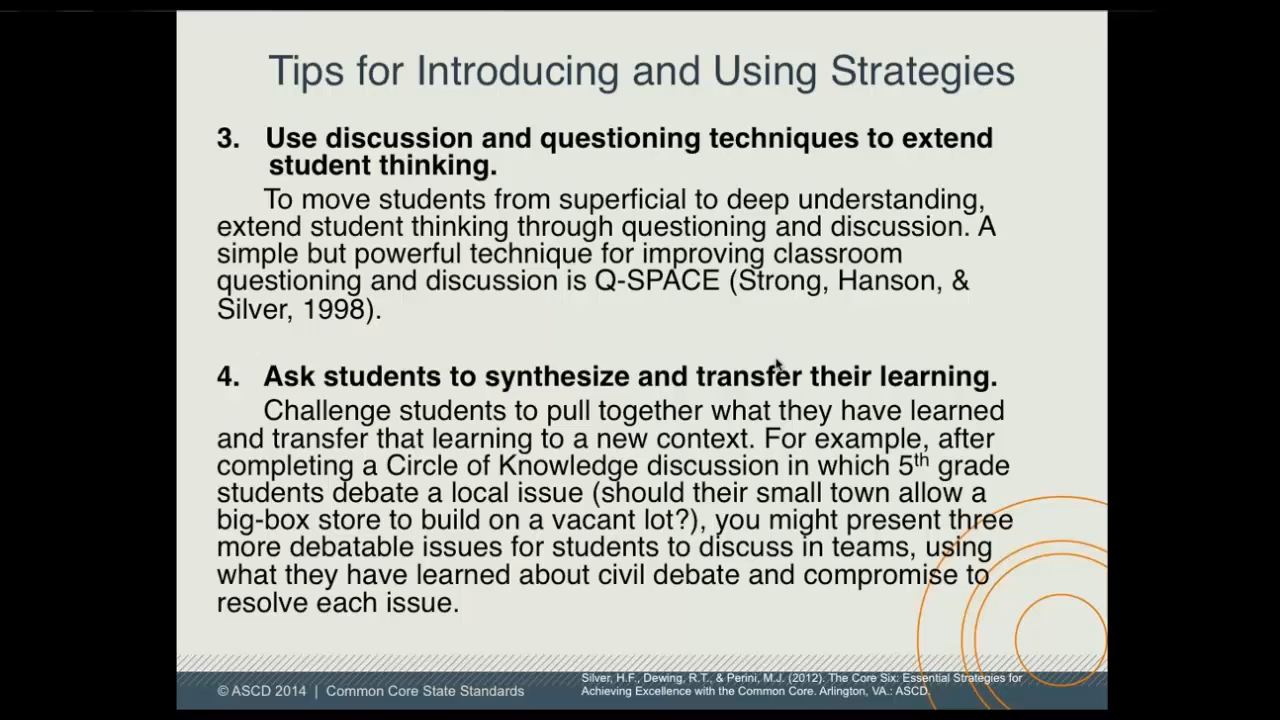 Tips for Introducing and Using Strategies
3. Use discussion and questioning techniques to extend
student thinking.
To move students from superficial to deep understanding,
extend student thinking through questioning and discussion. A
simple but powerful technique for improving classroom
questioning and discussion is Q-SPACE (Strong, Hanson, &
Silver, 1998).
4. Ask students to synthesize and transfer their learning.
Challenge students to pull together what they have learned
and transfer that learning to a new context. For example, after
completing a Circle of Knowledge discussion in which 5th grade
students debate a local issue (should their small town allow a
big-box store to build on a vacant lot?), you might present three
more debatable issues for students to discuss in teams, using
what they have learned about civil debate and compromise to
resolve each issue.
© ASCD 2014 | Common Core State Standards
Silver, H.F., Dewing, R.T., & Perini, M.J. (2012). The Core Six: Essential Strategies for
Achieving Excellence with the Common Core. Arlington, VA.: ASCD.